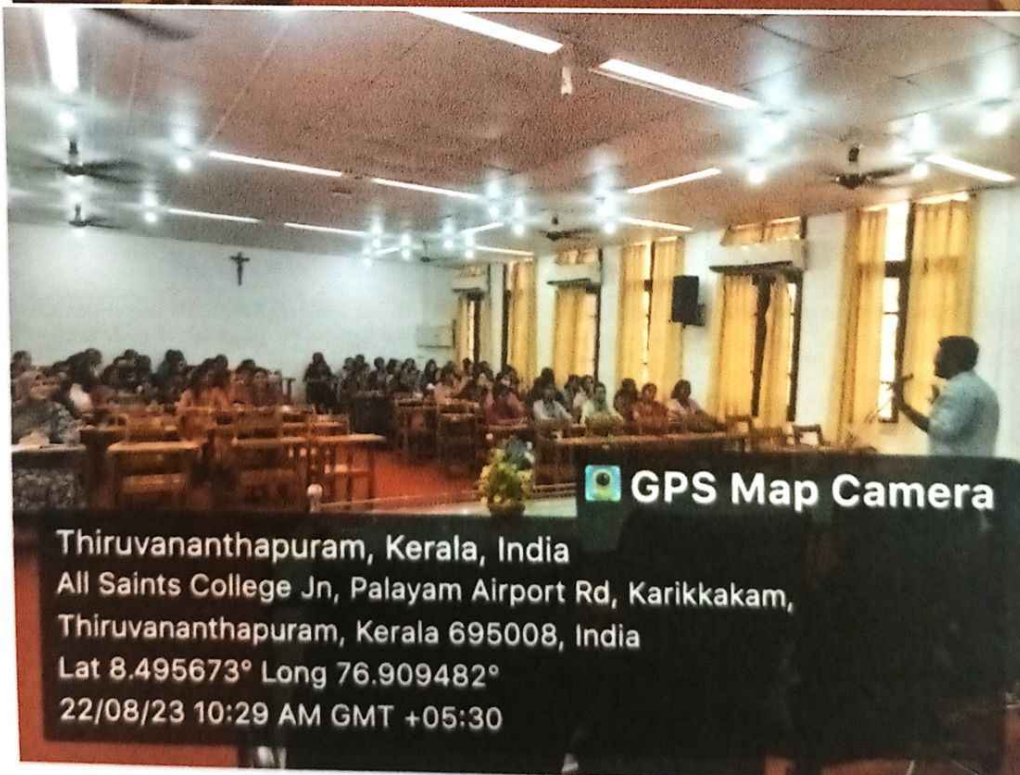 GPS Map Camera
Thiruvananthapuram, Kerala, India
All Saints College Jn, Palayam Airport Rd, Karikkakam,
Thiruvananthapuram, Kerala 695008, India
Lat 8.495673° Long 76.909482°
22/08/23 10:29 AM GMT +05:30